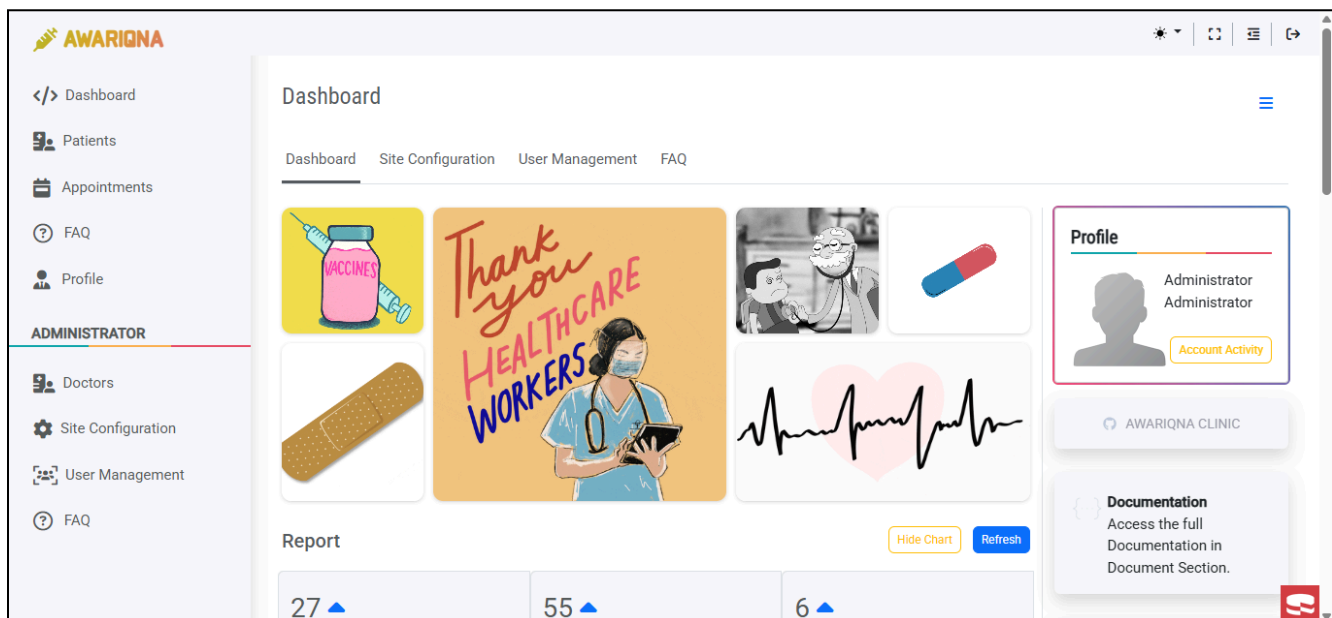 AWARIQNA
</> Dashboard
Patients
Appointments
FAQ
Profile
ADMINISTRATOR
Doctors
Site Configuration
User Management
FAQ
Dashboard
Dashboard Site Configuration User Management FAQ
VACCINES
Thank
you
HEALTHCARE
WORKERS
Profile
Administrator
Administrator
Account Activity
AWARIQNA CLINIC
Documentation
Access the full
Documentation in
Document Section.
Report
Hide Chart Refresh
27 55 6